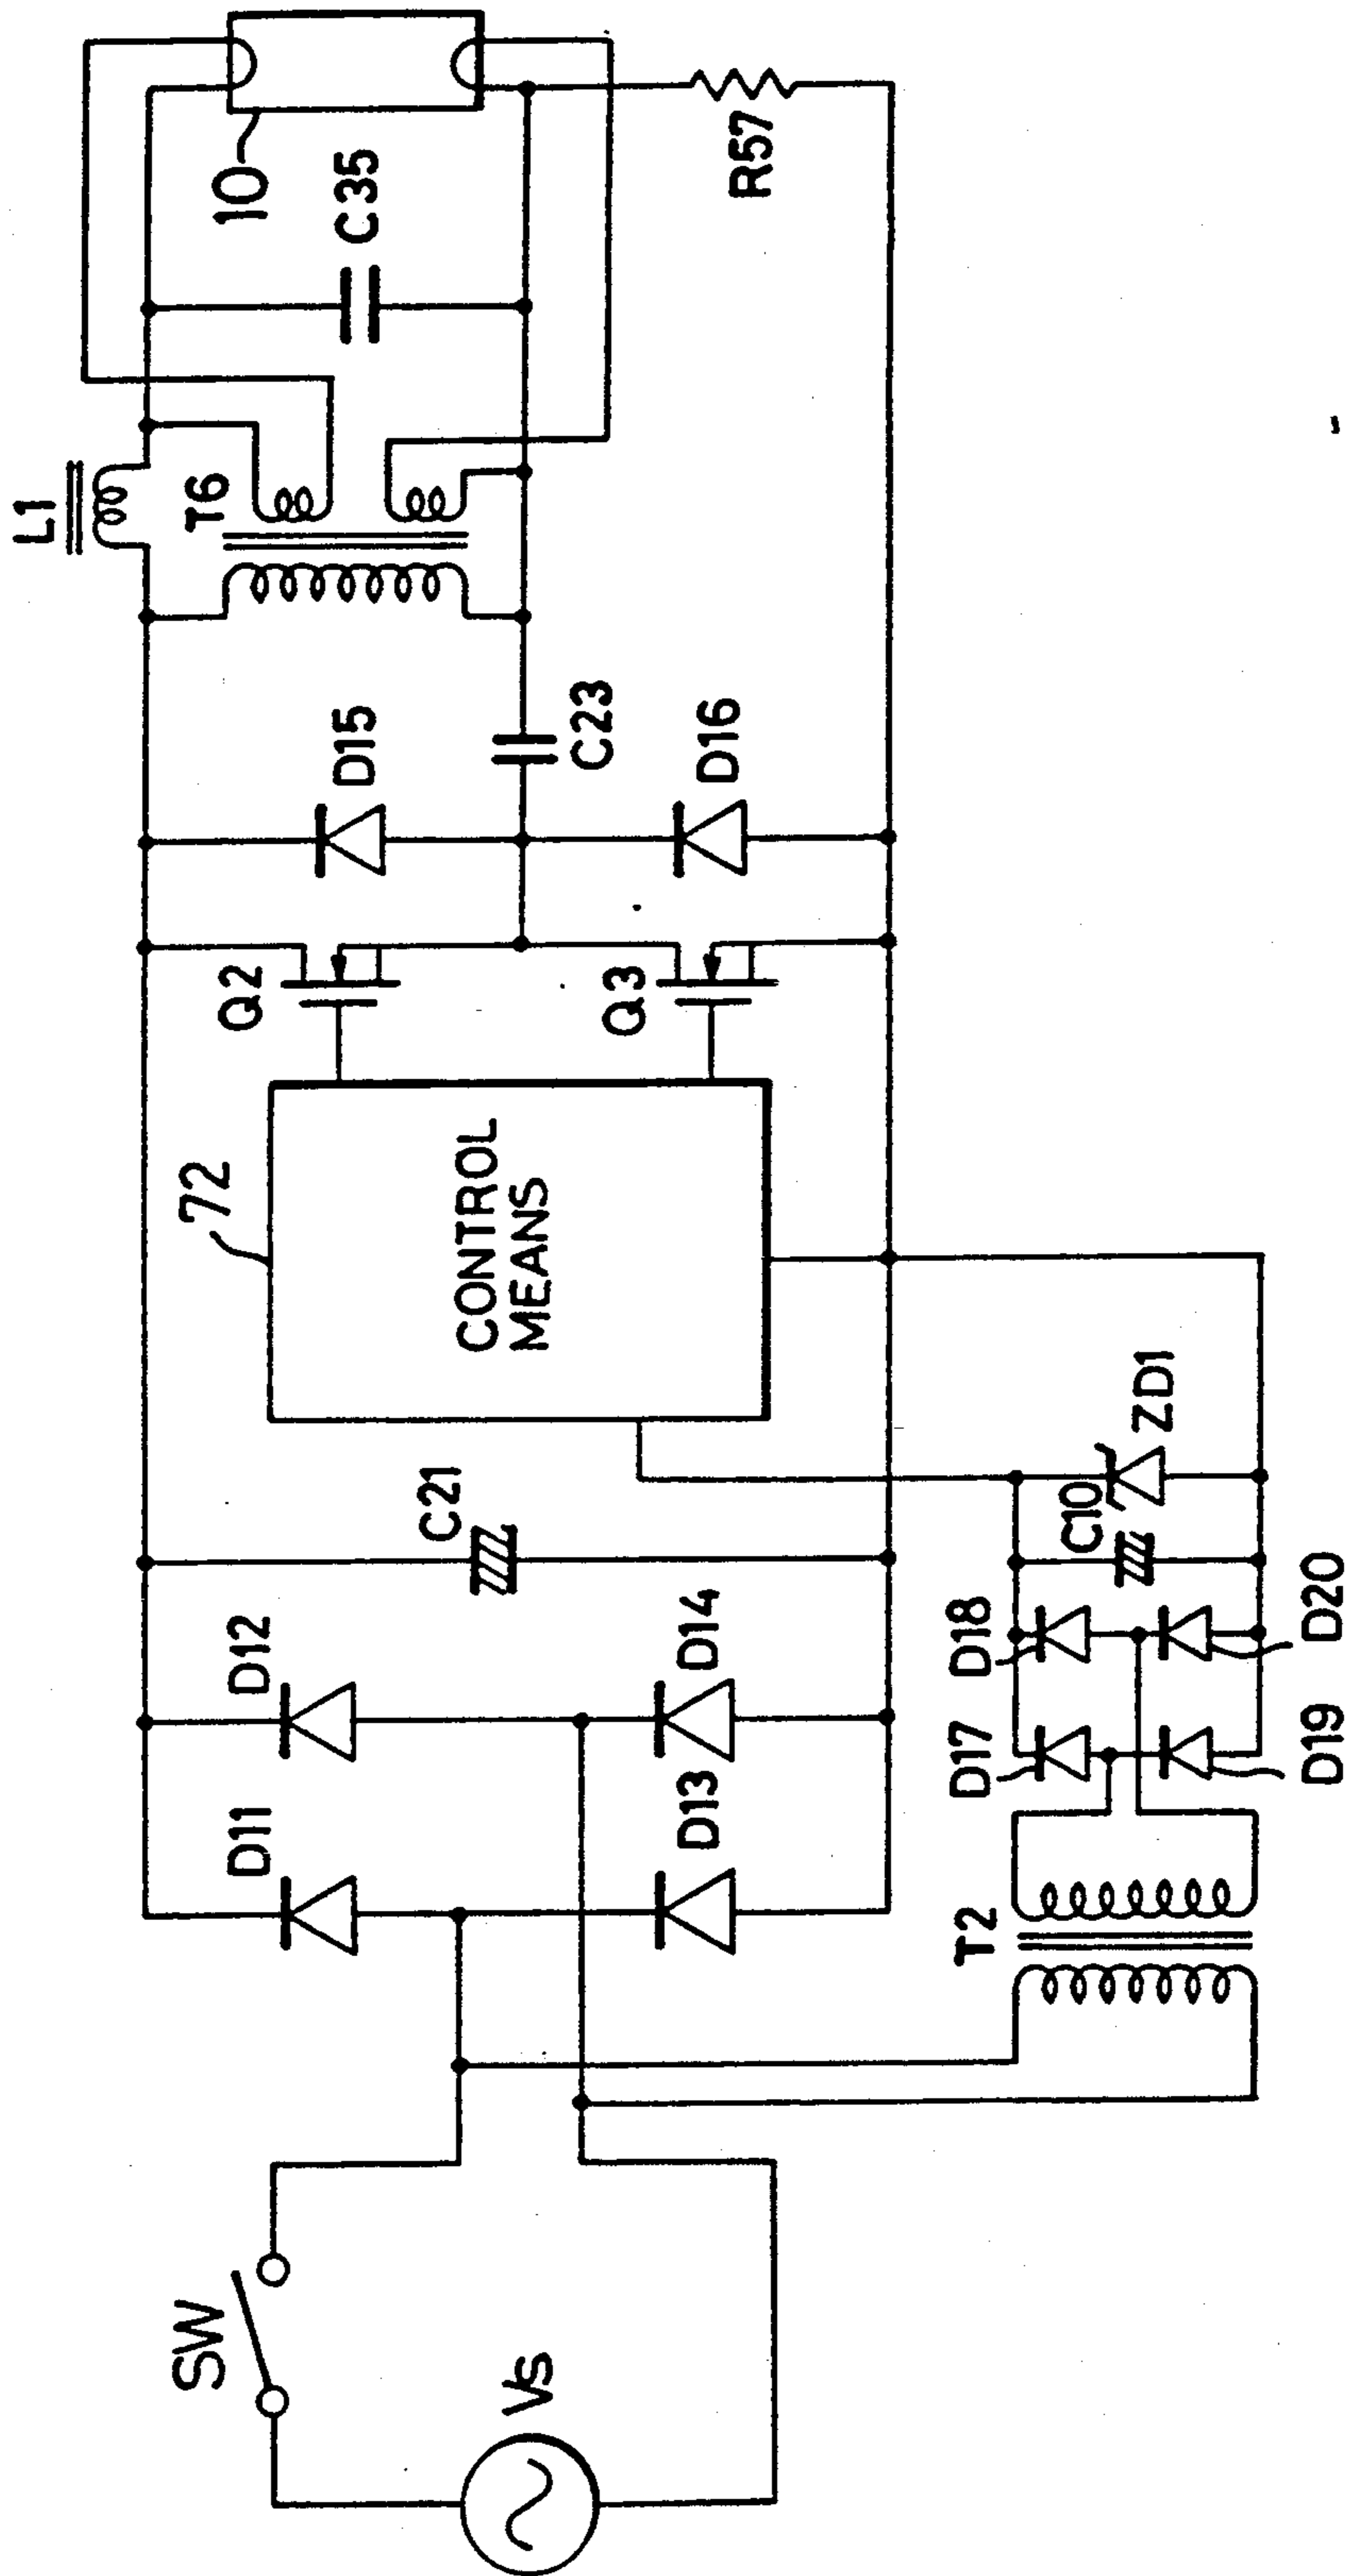 SW
Vs
D11
D12
D13
D14
C21
72
CONTROL
MEANS
Q2
Q3
D15
D16
C23
L1
T6
C35
10
R57
T2
D17
D18
D19
D20
C10
ZD1